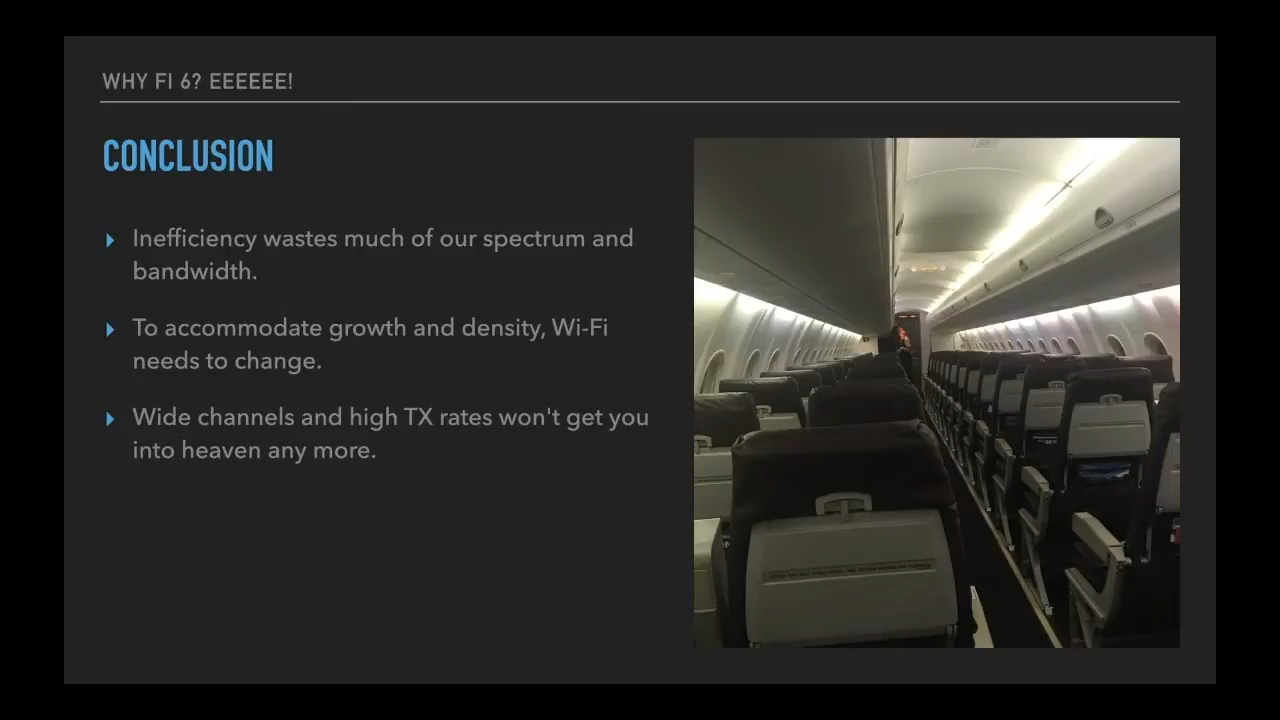 WHY FI 6? EEEEEE!
CONCLUSION
Inefficiency wastes much of our spectrum and
bandwidth.
To accommodate growth and density, Wi-Fi
needs to change.
Wide channels and high TX rates won't get you
into heaven any more.